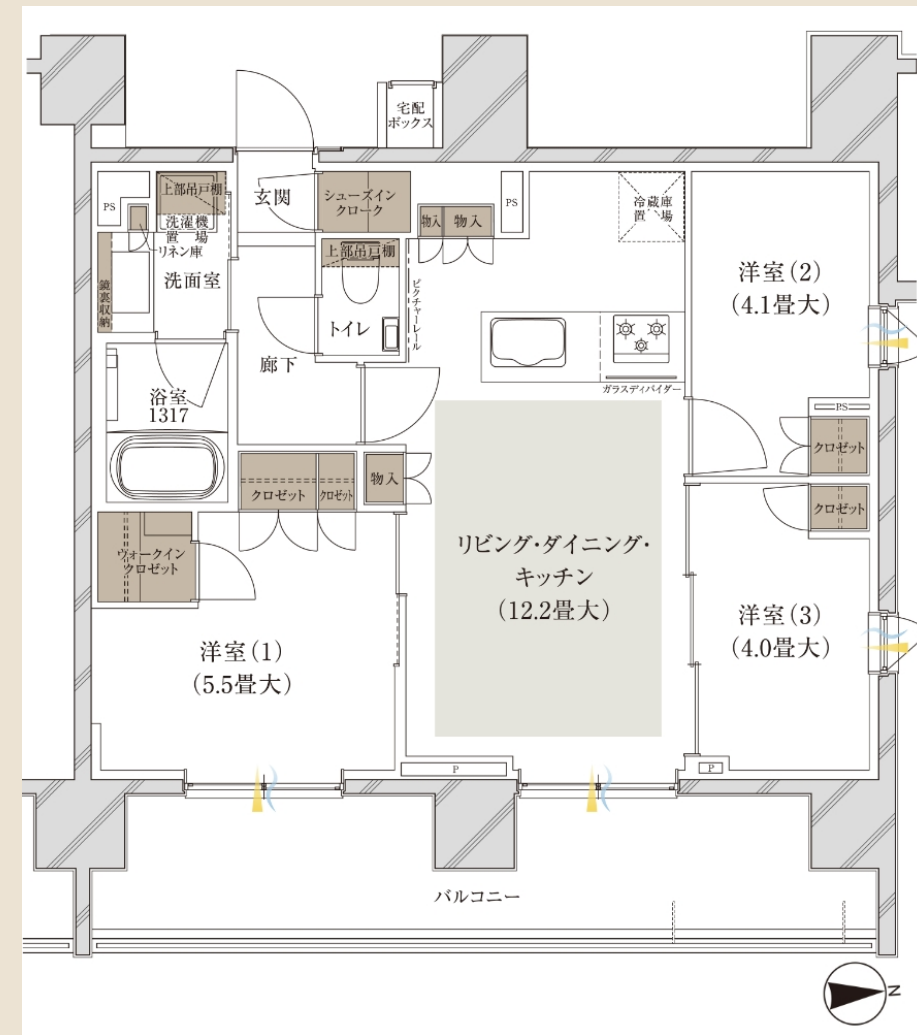 宅配
ボックス
PS
上部吊戸棚
洗濯機
置場
リネン庫
洗面室
鏡裏収納
玄関
シューズイン
クローク
物入
物入
PS
冷蔵庫
置場
上部吊戸棚
トイレ
ピクチャーレール
廊下
浴室
1317
ガラスディバイダー
洋室(2)
(4.1畳大)
PS
クロゼット
クロゼット
クロゼット
クロゼット
物入
ウォークイン
クロゼット
リビング・ダイニング・
キッチン
(12.2畳大)
洋室(1)
(5.5畳大)
洋室(3)
(4.0畳大)
P
P
バルコニー
N